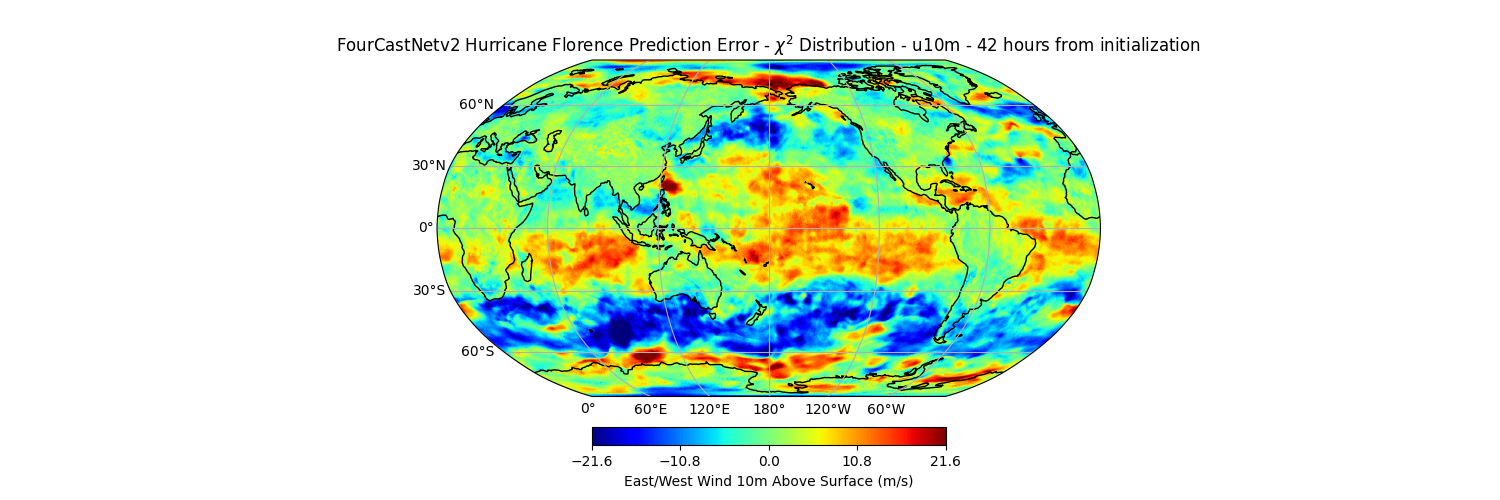 FourCastNetv2 Hurricane Florence Prediction Error - χ² Distribution - u10m - 42 hours from initialization
60°N
30°N
0°
30°S
60°S
0° 60°E 120°E 180° 120°W 60°W
−21.6 −10.8 0.0 10.8 21.6
East/West Wind 10m Above Surface (m/s)